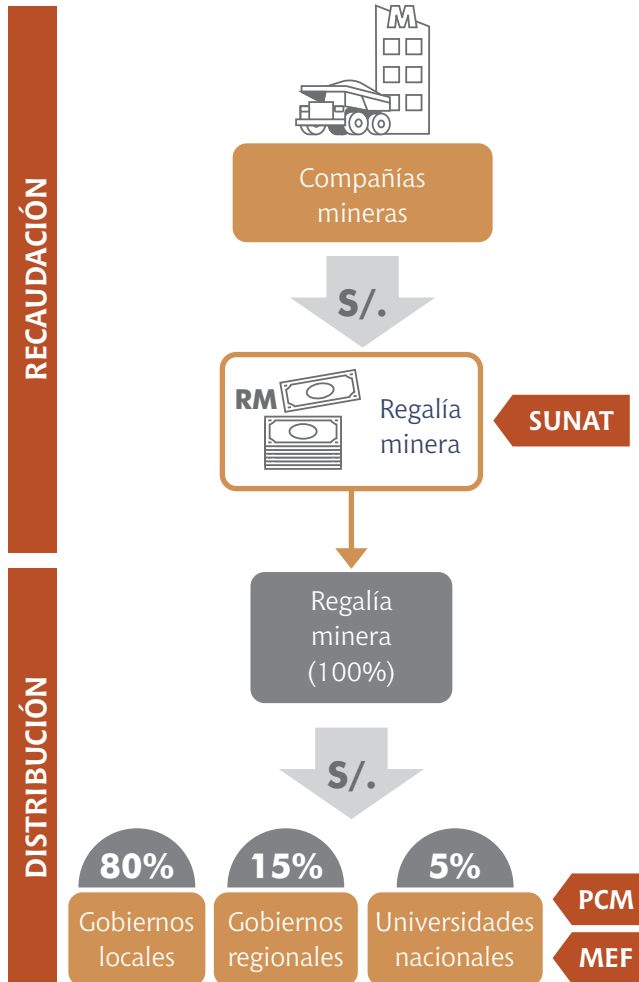 M
Compañías
mineras
RECAUDACIÓN
S/.
RM
Regalía
minera
SUNAT
Regalía
minera
(100%)
DISTRIBUCIÓN
S/.
80%
15%
5%
Gobiernos
locales
Gobiernos
regionales
Universidades
nacionales
PCM
MEF